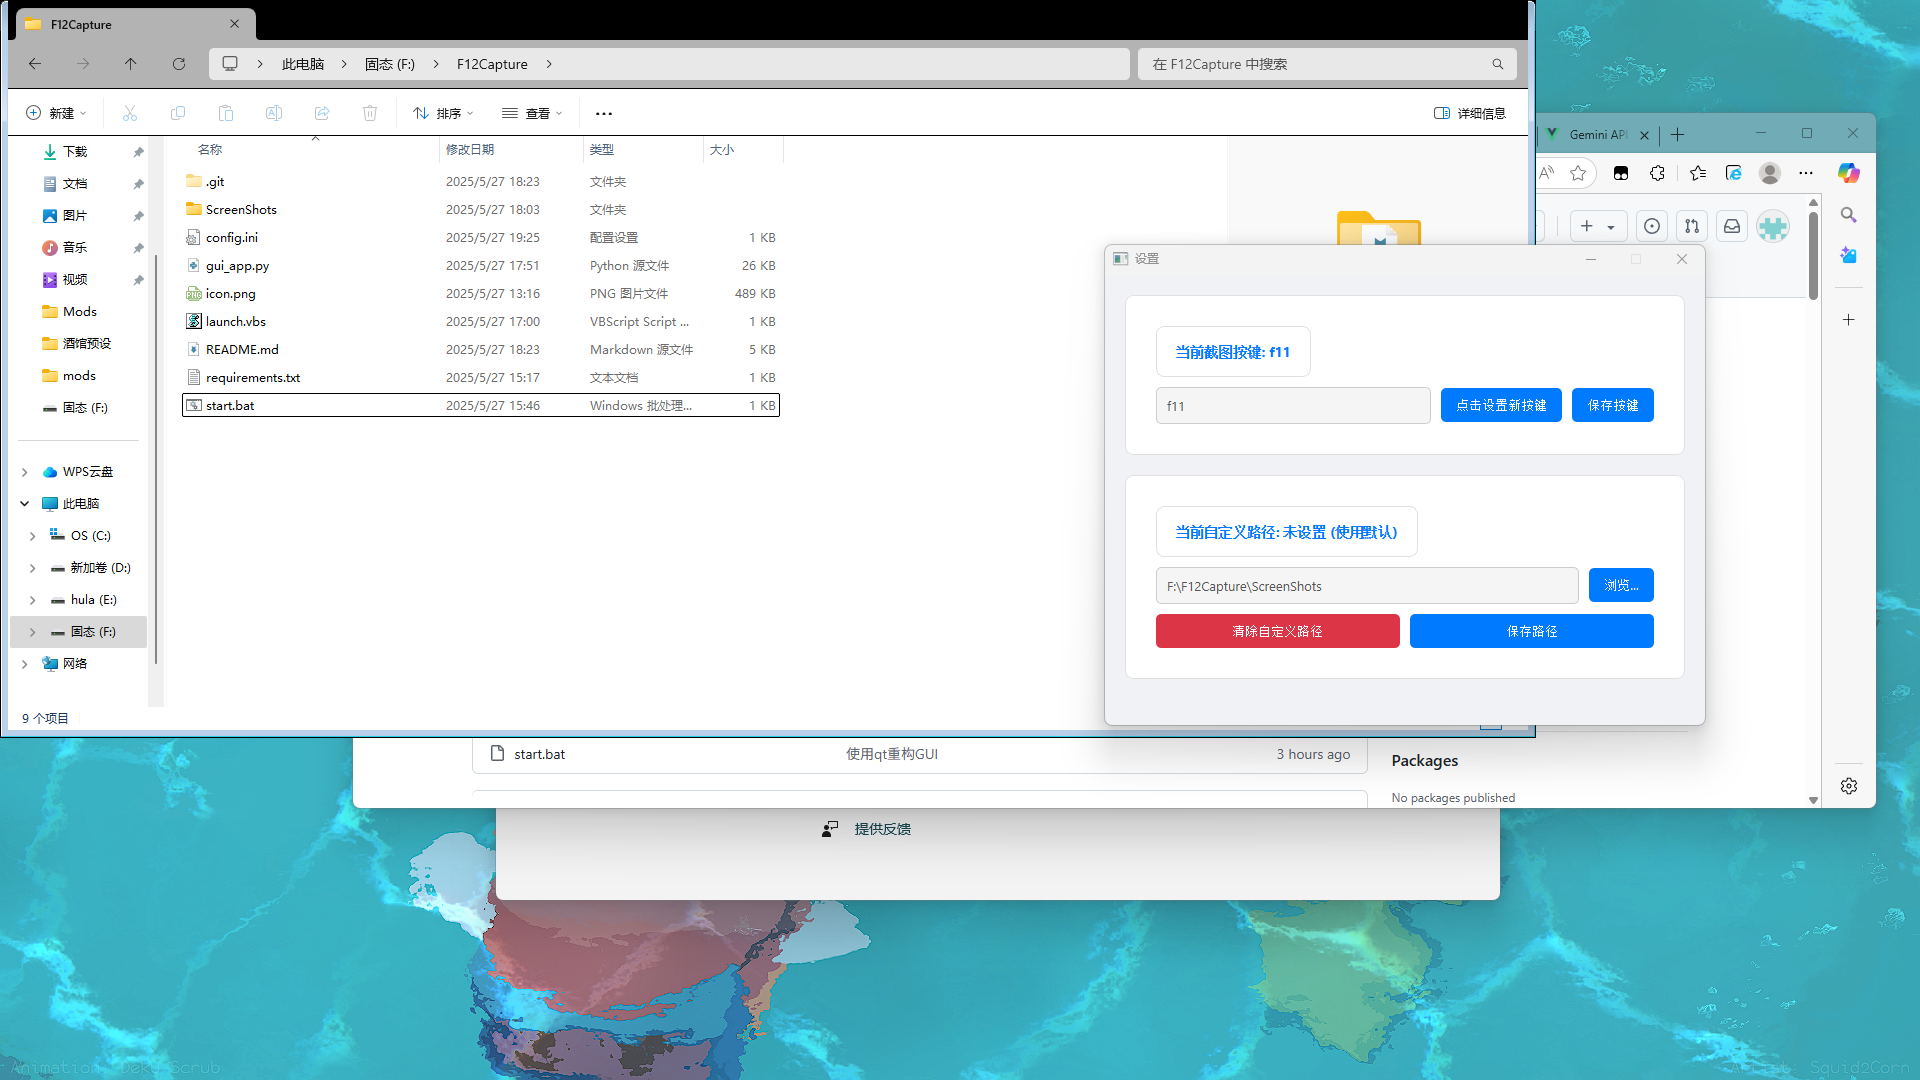 F12Capture
此电脑
固态 (F:)
F12Capture
在 F12Capture 中搜索
新建
排序
查看
详细信息
下载
文档
图片
音乐
视频
Mods
酒馆预设
mods
固态 (F:)
WPS云盘
此电脑
OS (C:)
新加卷 (D:)
hula (E:)
固态 (F:)
网络
9 个项目
名称 修改日期 类型 大小
.git 2025/5/27 18:23 文件夹
ScreenShots 2025/5/27 18:03 文件夹
config.ini 2025/5/27 19:25 配置设置 1 KB
gui_app.py 2025/5/27 17:51 Python 源文件 26 KB
icon.png 2025/5/27 13:16 PNG 图片文件 489 KB
launch.vbs 2025/5/27 17:00 VBScript Script ... 1 KB
README.md 2025/5/27 18:23 Markdown 源文件 5 KB
requirements.txt 2025/5/27 15:17 文本文档 1 KB
start.bat 2025/5/27 15:46 Windows 批处理... 1 KB
设置
当前截图按键: f11
f11
点击设置新按键
保存按键
当前自定义路径: 未设置 (使用默认)
F:\F12Capture\ScreenShots
浏览...
清除自定义路径
保存路径
Gemini API
start.bat 使用qt重构GUI 3 hours ago
Packages
No packages published
提供反馈
Animation: Deky Scrub
Squid2Corn